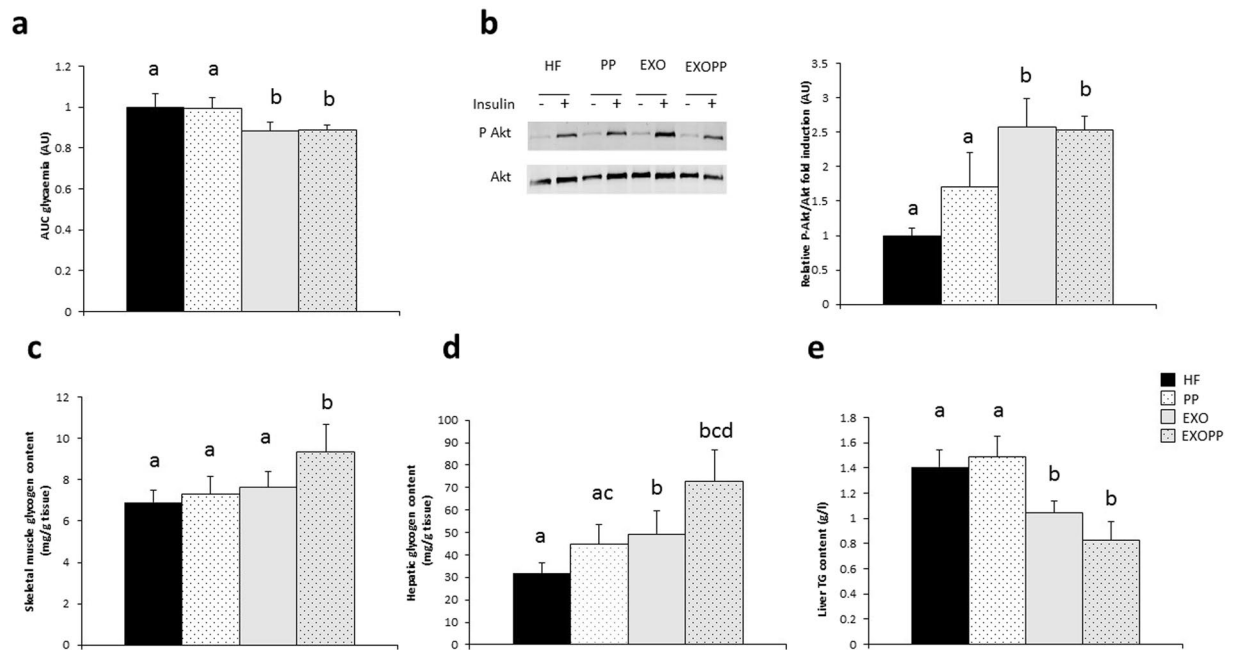 a
AUC glycaemia (AU)
1.2
1
0.8
0.6
0.4
0.2
0
a a b b
b
HF PP EXO EXOPP
Insulin - + - + - + - +
P Akt
Akt
Relative P-Akt/Akt fold induction (AU)
3.5
3
2.5
2
1.5
1
0.5
0
a a b b
c
Skeletal muscle glycogen content
(mg/g tissue)
12
10
8
6
4
2
0
a a a b
d
Hepatic glycogen content
(mg/g tissue)
100
90
80
70
60
50
40
30
20
10
0
a ac b bcd
e
Liver TG content (g/l)
1.8
1.6
1.4
1.2
1
0.8
0.6
0.4
0.2
0
a a b b
HF
PP
EXO
EXOPP